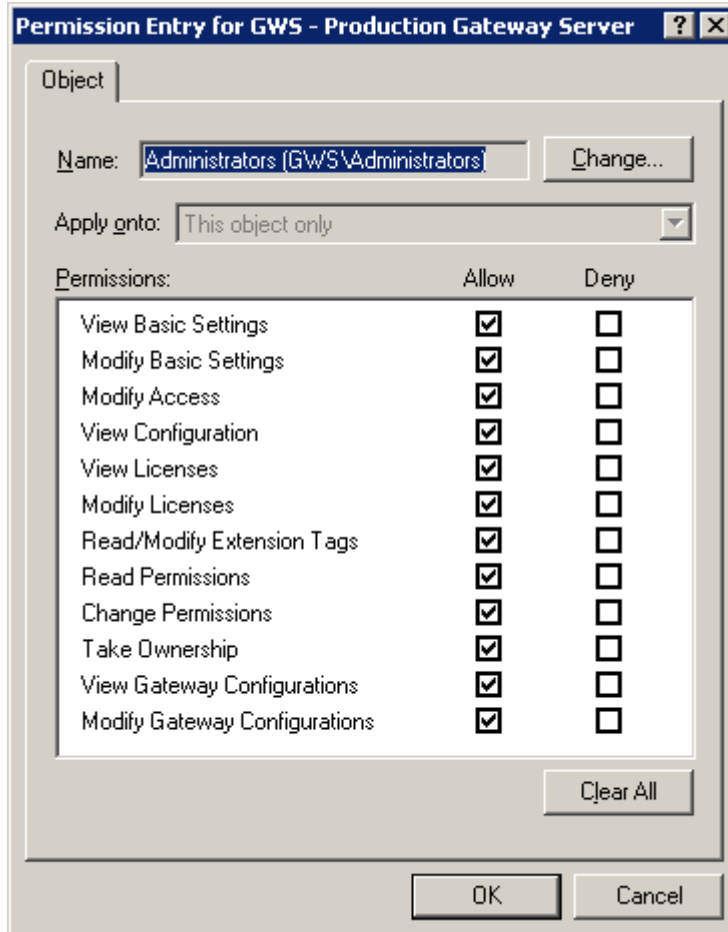 Permission Entry for GWS - Production Gateway Server
Object
Name: Administrators (GWS\Administrators) Change...
Apply onto: This object only
Permissions: Allow Deny
View Basic Settings
Modify Basic Settings
Modify Access
View Configuration
View Licenses
Modify Licenses
Read/Modify Extension Tags
Read Permissions
Change Permissions
Take Ownership
View Gateway Configurations
Modify Gateway Configurations
Clear All
OK Cancel